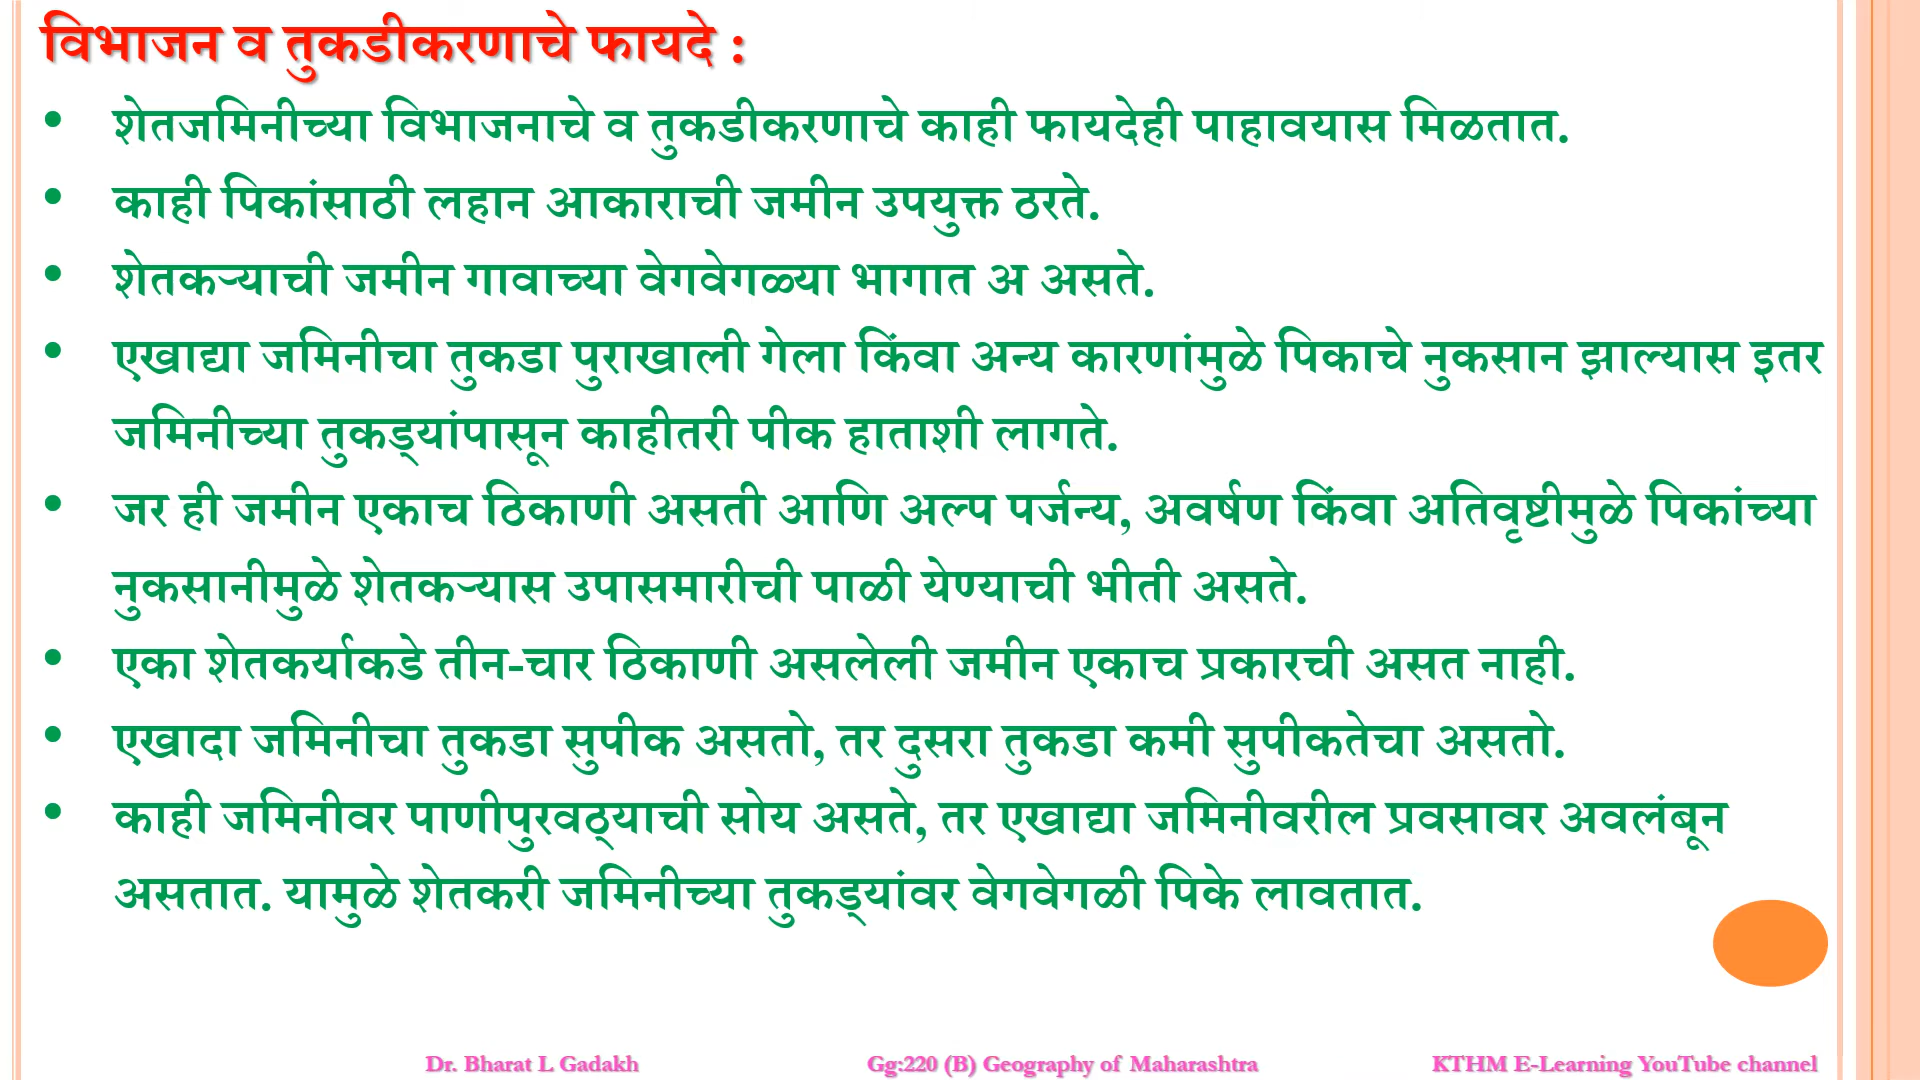 विभाजन व तुकडीकरणाचे फायदे :
• शेतजमिनीच्या विभाजनाचे व तुकडीकरणाचे काही फायदेही पाहावयास मिळतात.
• काही पिकांसाठी लहान आकाराची जमीन उपयुक्त ठरते.
• शेतकऱ्याची जमीन गावाच्या वेगवेगळ्या भागात अ असते.
• एखाद्या जमिनीचा तुकडा पुराखाली गेला किंवा अन्य कारणांमुळे पिकाचे नुकसान झाल्यास इतर
जमिनीच्या तुकड्यांपासून काहीतरी पीक हाताशी लागते.
• जर ही जमीन एकाच ठिकाणी असती आणि अल्प पर्जन्य, अवर्षण किंवा अतिवृष्टीमुळे पिकांच्या
नुकसानीमुळे शेतकऱ्यास उपासमारीची पाळी येण्याची भीती असते.
• एका शेतकर्याकडे तीन-चार ठिकाणी असलेली जमीन एकाच प्रकारची असत नाही.
• एखादा जमिनीचा तुकडा सुपीक असतो, तर दुसरा तुकडा कमी सुपीकतेचा असतो.
• काही जमिनीवर पाणीपुरवठ्याची सोय असते, तर एखाद्या जमिनीवरील प्रवसावर अवलंबून
असतात. यामुळे शेतकरी जमिनीच्या तुकड्यांवर वेगवेगळी पिके लावतात.
Dr. Bharat L Gadakh Gg:220 (B) Geography of Maharashtra KTHM E-Learning YouTube channel